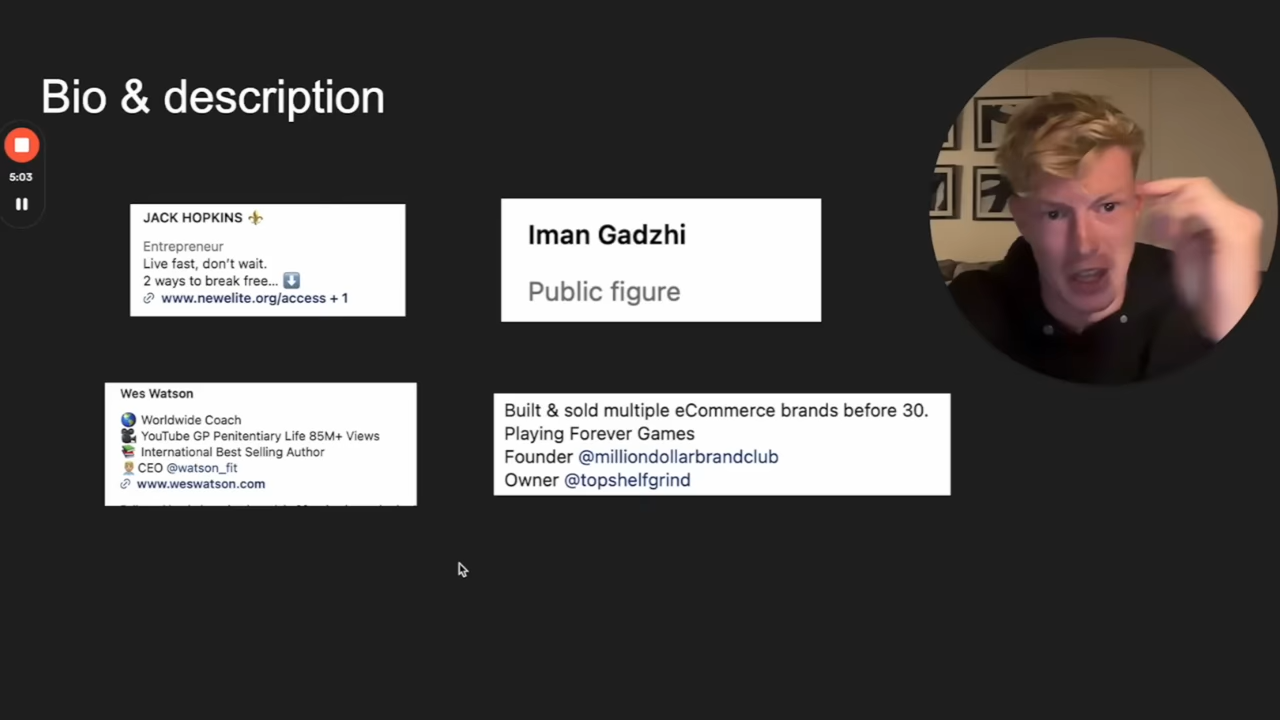 Bio & description
5:03
JACK HOPKINS ⚜️
Entrepreneur
Live fast, don't wait.
2 ways to break free... ⬇️
www.newelite.org/access + 1
Iman Gadzhi
Public figure
Wes Watson
🌎 Worldwide Coach
🎥 YouTube GP Penitentiary Life 85M+ Views
📚 International Best Selling Author
CEO @watson_fit
www.weswatson.com
Built & sold multiple eCommerce brands before 30.
Playing Forever Games
Founder @milliondollarbrandclub
Owner @topshelfgrind